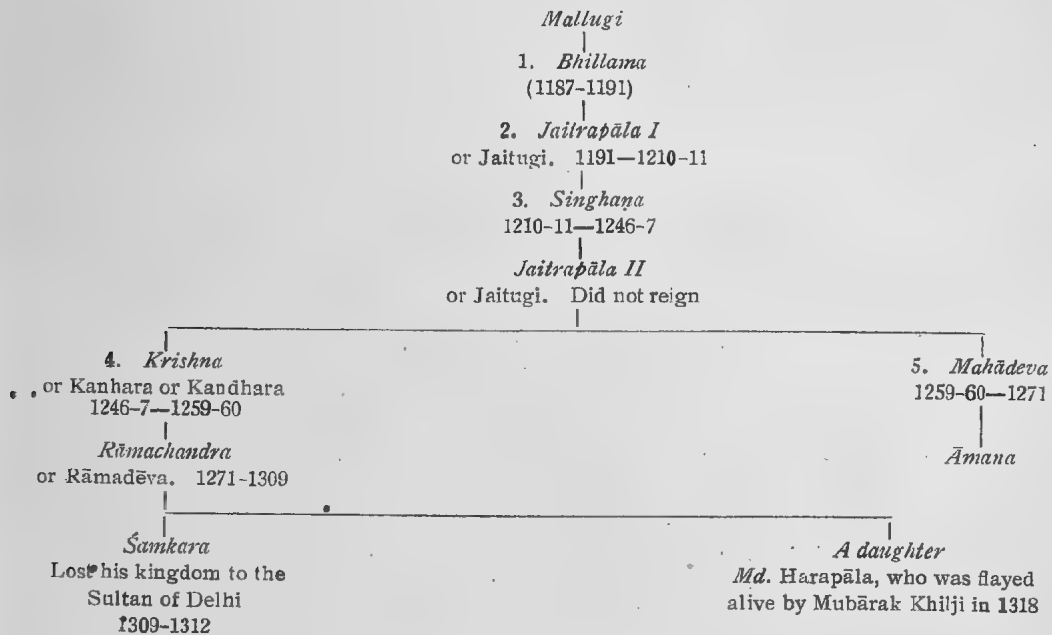 Mallugi
1. Bhillama
(1187-1191)
2. Jaitrapāla I
or Jaitugi. 1191—1210-11
3. Singhaṇa
1210-11—1246-7
Jaitrapāla II
or Jaitugi. Did not reign
4. Krishna
or Kanhara or Kandhara
1246-7—1259-60
5. Mahādeva
1259-60—1271
Rāmachandra
or Rāmadēva. 1271-1309
Āmana
Śamkara
Lost his kingdom to the
Sultan of Delhi
1309-1312
A daughter
Md. Harapāla, who was flayed
alive by Mubārak Khilji in 1318